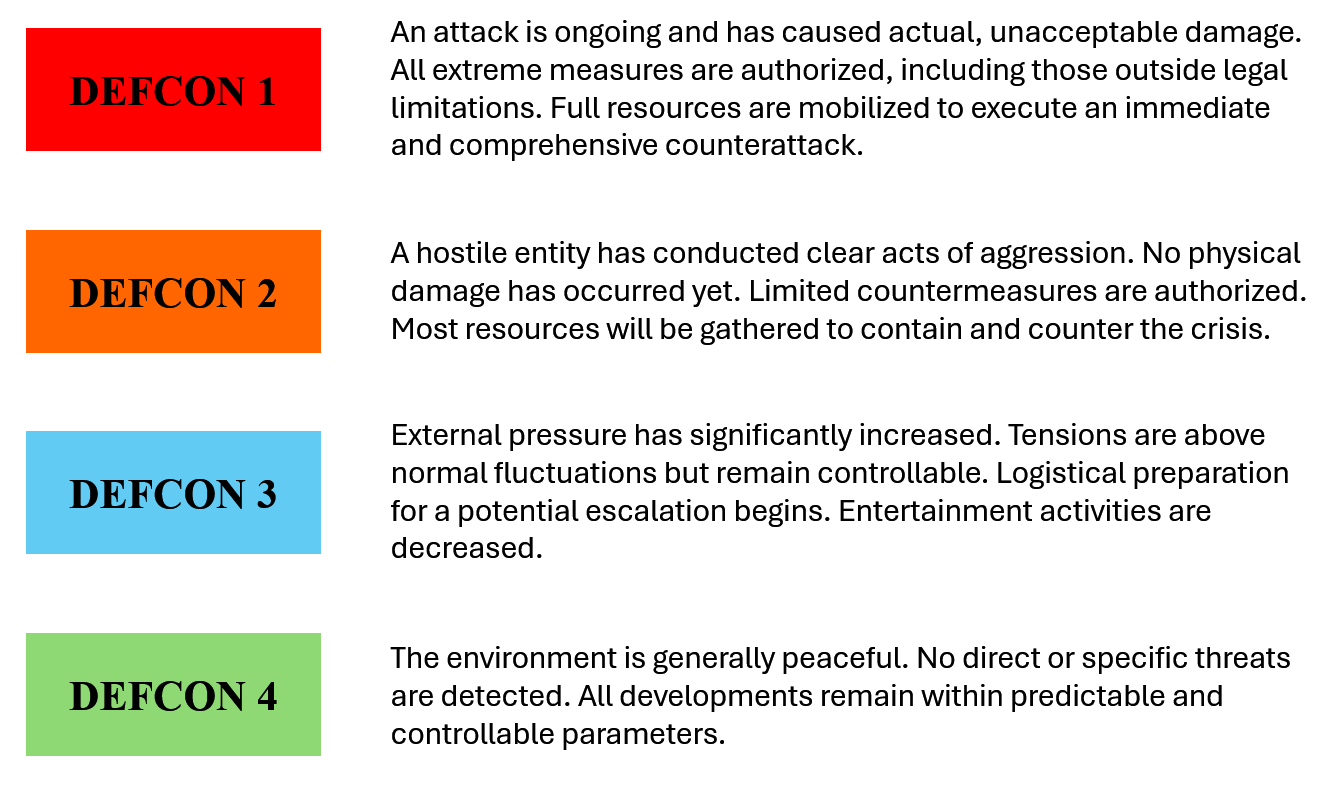 DEFCON 1
An attack is ongoing and has caused actual, unacceptable damage.
All extreme measures are authorized, including those outside legal
limitations. Full resources are mobilized to execute an immediate
and comprehensive counterattack.
DEFCON 2
A hostile entity has conducted clear acts of aggression. No physical
damage has occurred yet. Limited countermeasures are authorized.
Most resources will be gathered to contain and counter the crisis.
DEFCON 3
External pressure has significantly increased. Tensions are above
normal fluctuations but remain controllable. Logistical preparation
for a potential escalation begins. Entertainment activities are
decreased.
DEFCON 4
The environment is generally peaceful. No direct or specific threats
are detected. All developments remain within predictable and
controllable parameters.